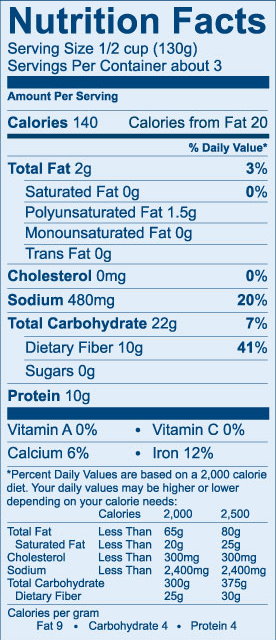 Nutrition Facts
Serving Size 1/2 cup (130g)
Servings Per Container about 3
Amount Per Serving
Calories 140 Calories from Fat 20
% Daily Value*
Total Fat 2g 3%
Saturated Fat 0g 0%
Polyunsaturated Fat 1.5g
Monounsaturated Fat 0g
Trans Fat 0g
Cholesterol 0mg 0%
Sodium 480mg 20%
Total Carbohydrate 22g 7%
Dietary Fiber 10g 41%
Sugars 0g
Protein 10g
Vitamin A 0% • Vitamin C 0%
Calcium 6% • Iron 12%
*Percent Daily Values are based on a 2,000 calorie
diet. Your daily values may be higher or lower
depending on your calorie needs:
Calories 2,000 2,500
Total Fat Less Than 65g 80g
Saturated Fat Less Than 20g 25g
Cholesterol Less Than 300mg 300mg
Sodium Less Than 2,400mg 2,400mg
Total Carbohydrate 300g 375g
Dietary Fiber 25g 30g
Calories per gram
Fat 9 • Carbohydrate 4 • Protein 4